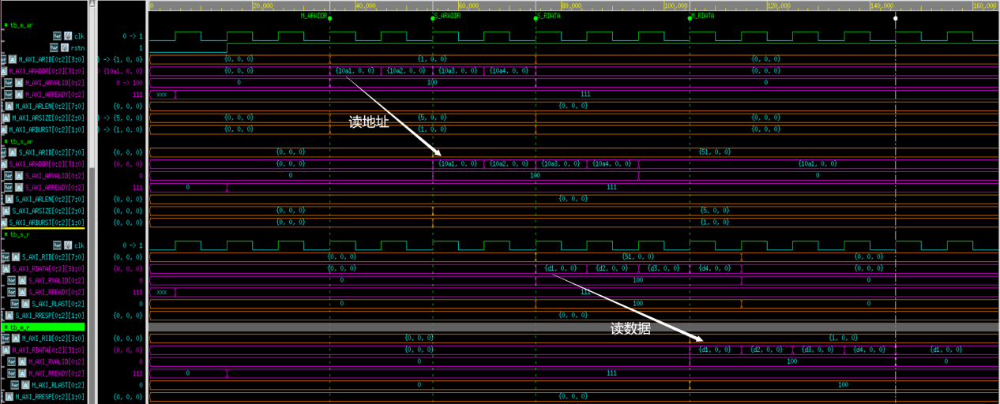 0 20,000 40,000 60,000 80,000 100,000 120,000 140,000 160,000
M_ARADDR S_ARADDR S_RDATA M_RDATA
tb_m_ar
Var clk 0 -> 1
Var rstn 1
M_AXI_ARID[0:2][3:0] -> {1, 0, 0} {0, 0, 0} {1, 0, 0} {0, 0, 0}
M_AXI_ARADDR[0:2][31:0] {10a1, 0, 0} {0, 0, 0} {10a1, 0, 0} {10a2, 0, 0} {10a3, 0, 0} {10a4, 0, 0} {0, 0, 0}
Var M_AXI_ARVALID[0:2] 0 -> 100 0 100 0
Var M_AXI_ARREADY[0:2] 111 xxx 111
M_AXI_ARLEN[0:2][7:0] {0, 0, 0} {0, 0, 0}
M_AXI_ARSIZE[0:2][2:0] -> {5, 0, 0} {0, 0, 0} {5, 0, 0} {0, 0, 0}
M_AXI_ARBURST[0:2][1:0] -> {1, 0, 0} {0, 0, 0} {1, 0, 0} {0, 0, 0}
读地址
tb_s_ar
S_AXI_ARID[0:2][7:0] {0, 0, 0} {0, 0, 0} {51, 0, 0}
S_AXI_ARADDR[0:2][31:0] {0, 0, 0} {0, 0, 0} {10a1, 0, 0} {10a2, 0, 0} {10a3, 0, 0} {10a4, 0, 0} {10a1, 0, 0}
Var S_AXI_ARVALID[0:2] 0 0 100 0
Var S_AXI_ARREADY[0:2] 111 0 111
S_AXI_ARLEN[0:2][7:0] {0, 0, 0} {0, 0, 0}
S_AXI_ARSIZE[0:2][2:0] {0, 0, 0} {0, 0, 0} {5, 0, 0}
S_AXI_ARBURST[0:2][1:0] {0, 0, 0} {0, 0, 0} {1, 0, 0}
tb_s_r
Var clk 0 -> 1
Var S_AXI_RID[0:2][7:0] {0, 0, 0} {0, 0, 0} {51, 0, 0} {0, 0, 0}
S_AXI_RDATA[0:2][31:0] {0, 0, 0} {0, 0, 0} {d1, 0, 0} {d2, 0, 0} {d3, 0, 0} {d4, 0, 0} {0, 0, 0}
Var S_AXI_RVALID[0:2] 0 0 100 0
Var S_AXI_RREADY[0:2] 111 xxx 111
Var S_AXI_RLAST[0:2] 0 0 100 0
S_AXI_RRESP[0:2][1:0] {0, 0, 0} {0, 0, 0}
tb_m_r
读数据
Var M_AXI_RID[0:2][3:0] {0, 0, 0} {0, 0, 0} {1, 0, 0}
M_AXI_RDATA[0:2][31:0] {0, 0, 0} {0, 0, 0} {d1, 0, 0} {d2, 0, 0} {d3, 0, 0} {d4, 0, 0} {d1, 0, 0}
Var M_AXI_RVALID[0:2] 0 0 100 0
Var M_AXI_RREADY[0:2] 111 0 111
Var M_AXI_RLAST[0:2] 0 0 100
M_AXI_RRESP[0:2][1:0] {0, 0, 0} {0, 0, 0}